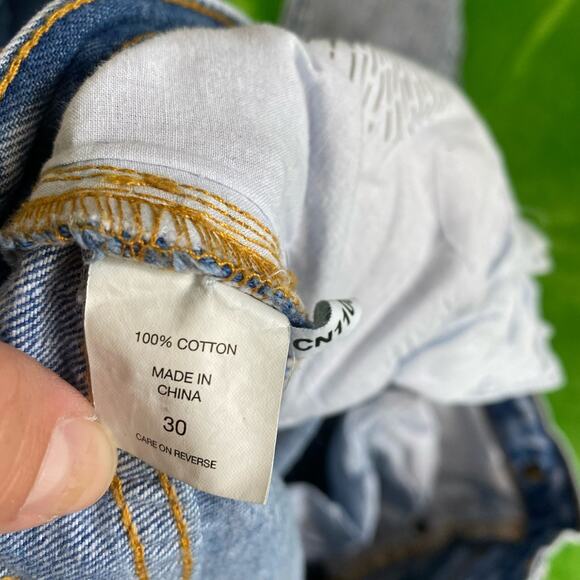 100% COTTON
MADE IN
CHINA
30
CARE ON REVERSE